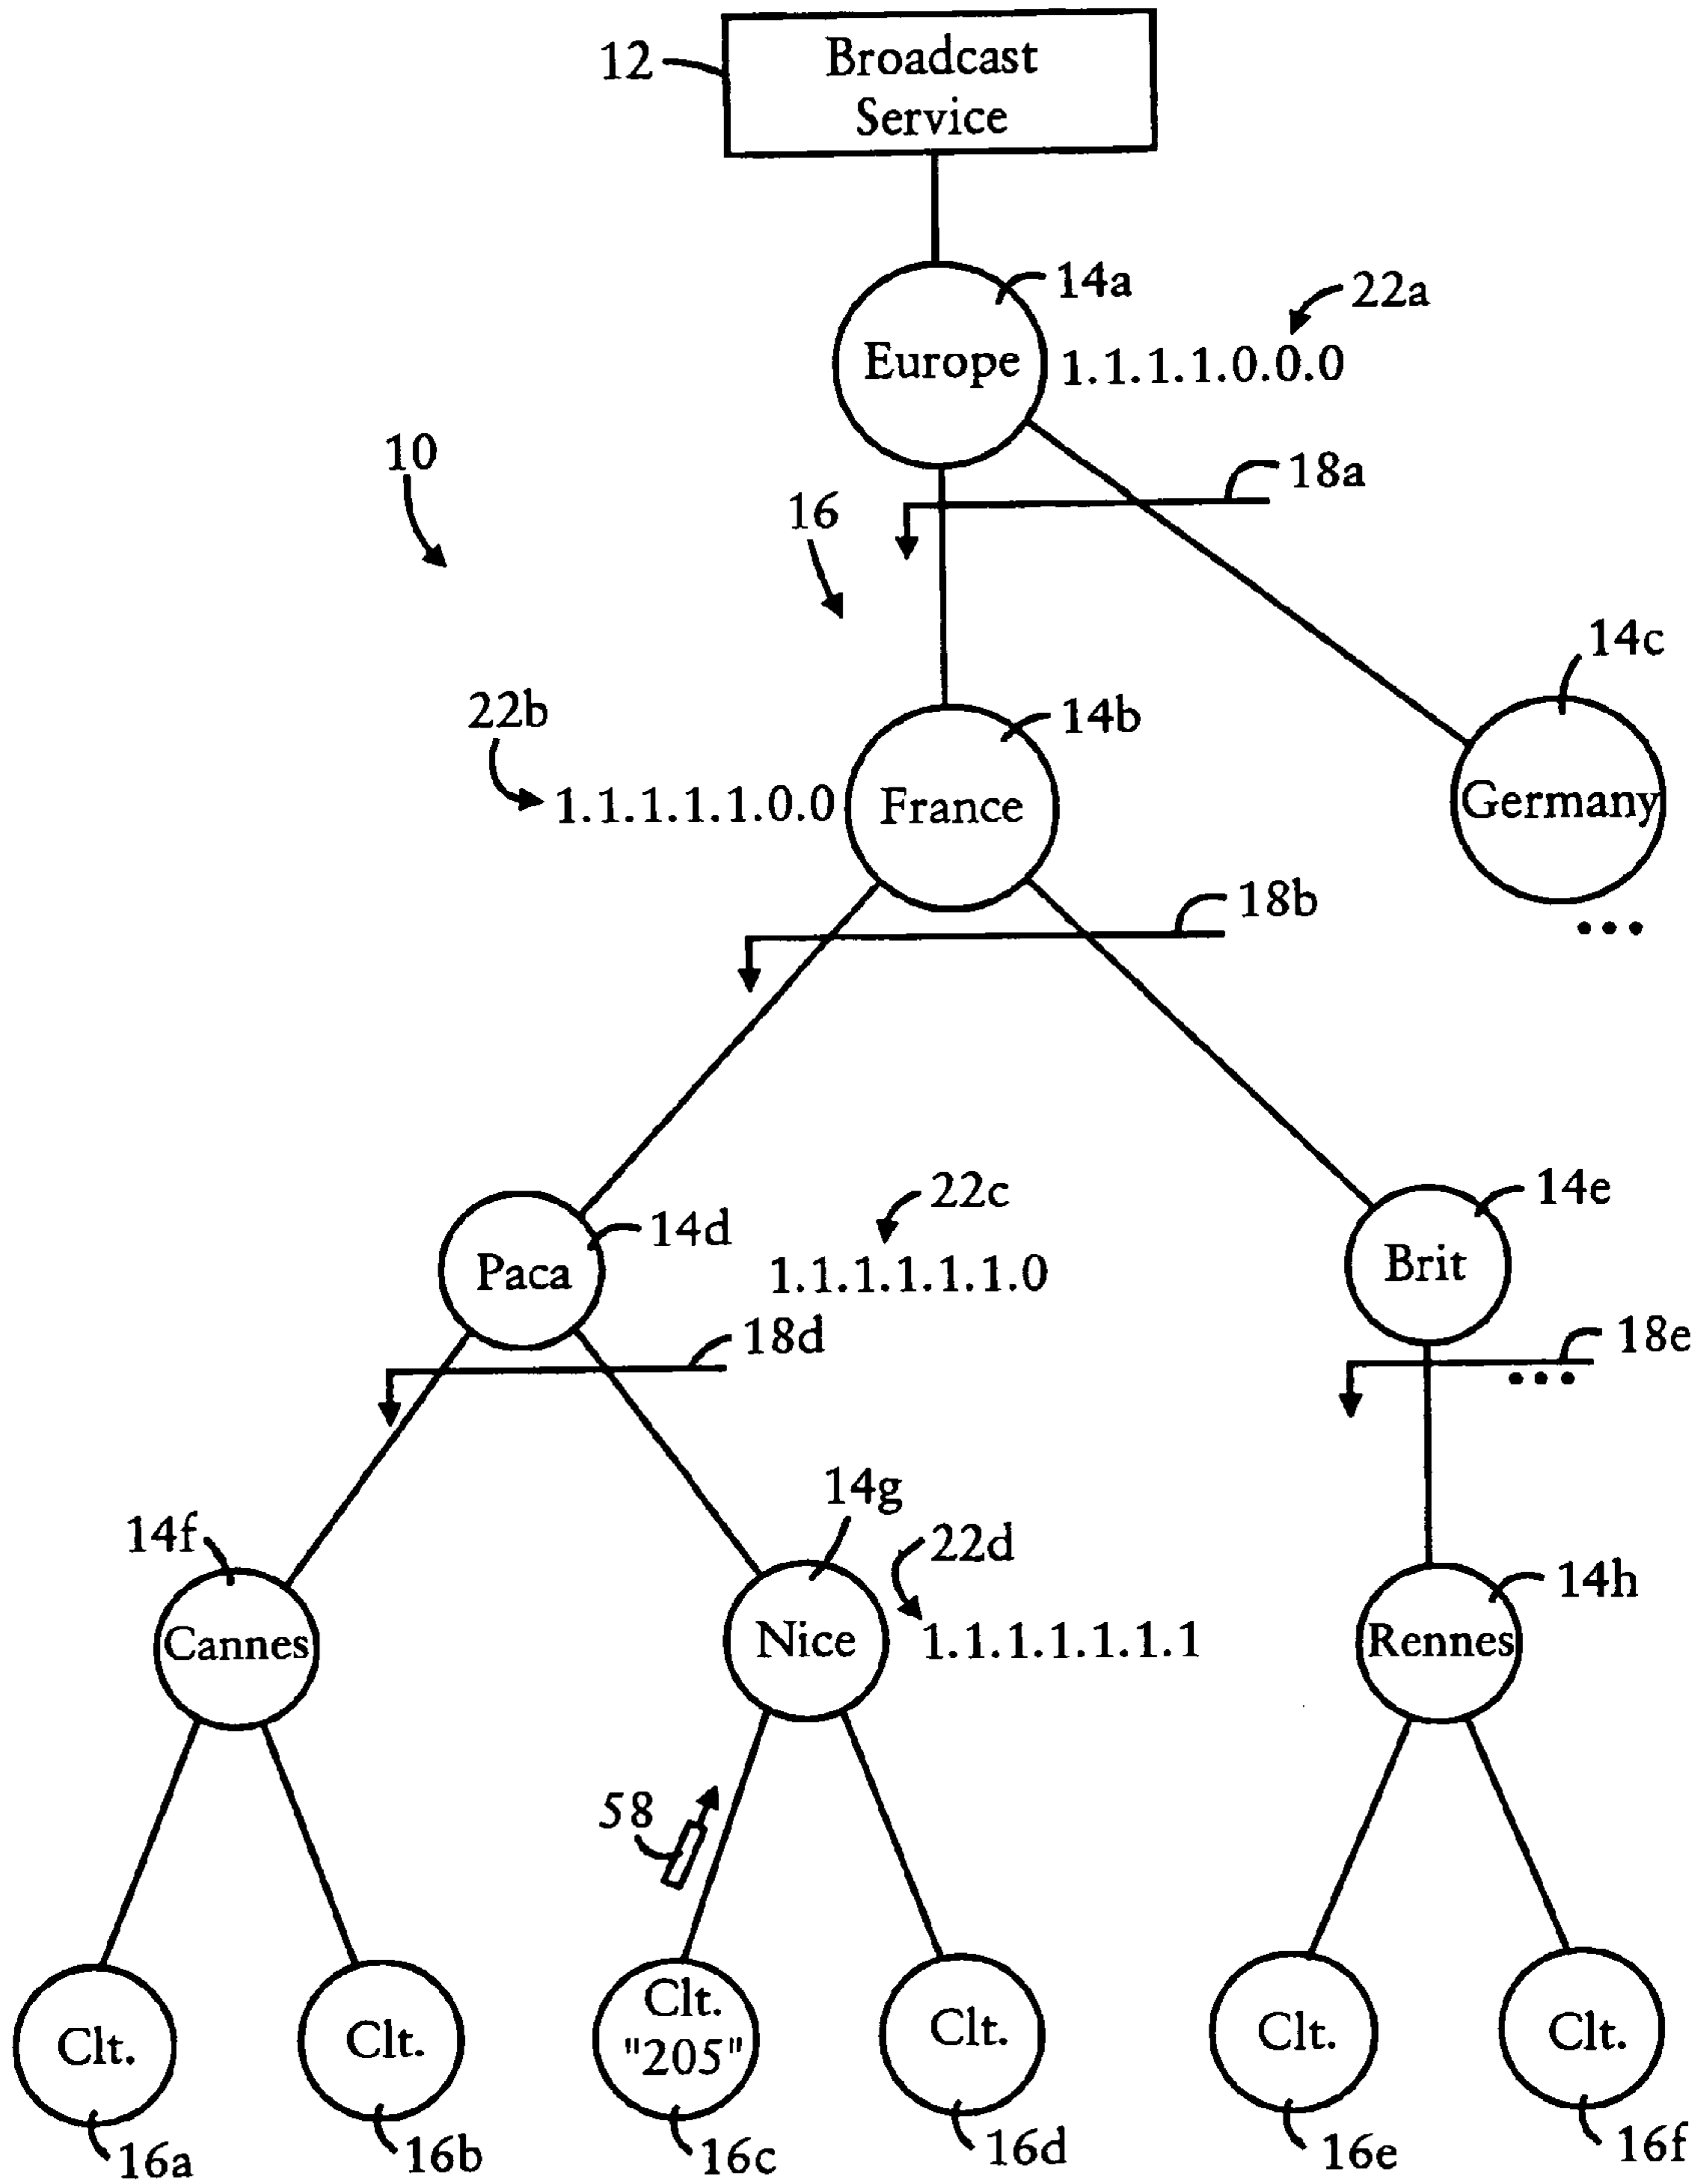 12
Broadcast
Service
14a
22a
Europe
1.1.1.1.0.0.0
10
18a
16
14c
22b
14b
1.1.1.1.1.0.0
France
Germany
18b
...
22c
14e
14d
Paca
1.1.1.1.1.1.0
Brit
18d
18e
...
14g
14f
22d
14h
Cannes
Nice
1.1.1.1.1.1.1
Rennes
58
Clt.
Clt.
Clt.
"205"
Clt.
Clt.
Clt.
16a
16b
16c
16d
16e
16f